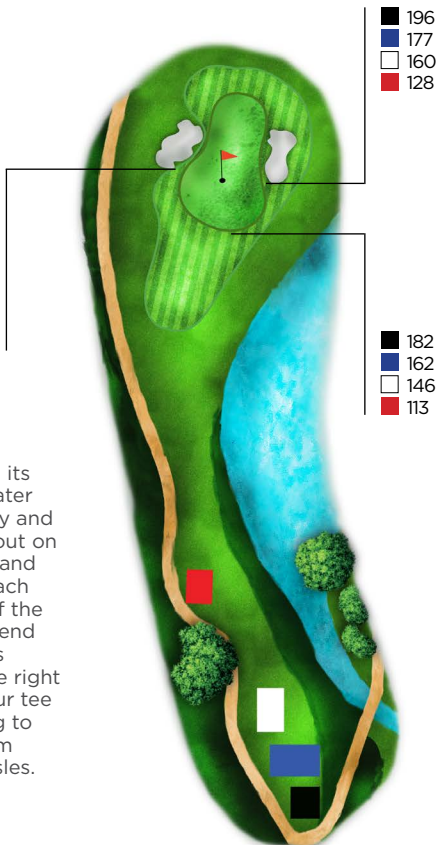 196
177
160
128
182
162
146
113
its
ater
y and
out on
and
ach
f the
end
s
e right
ur tee
g to
m
sles.